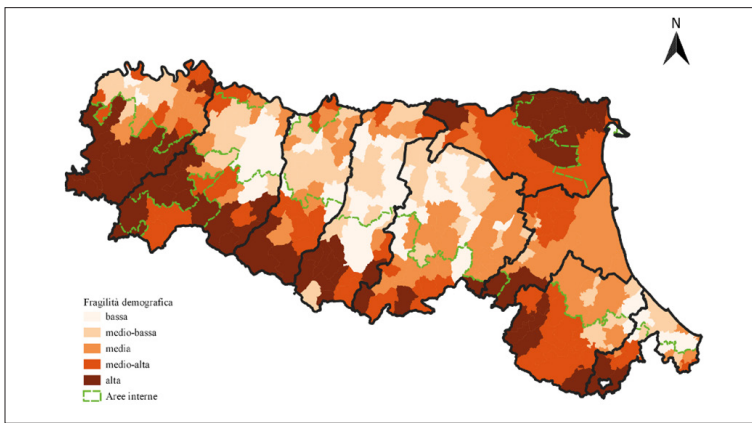 N
Fragilità demografica
bassa
medio-bassa
media
medio-alta
alta
Aree interne